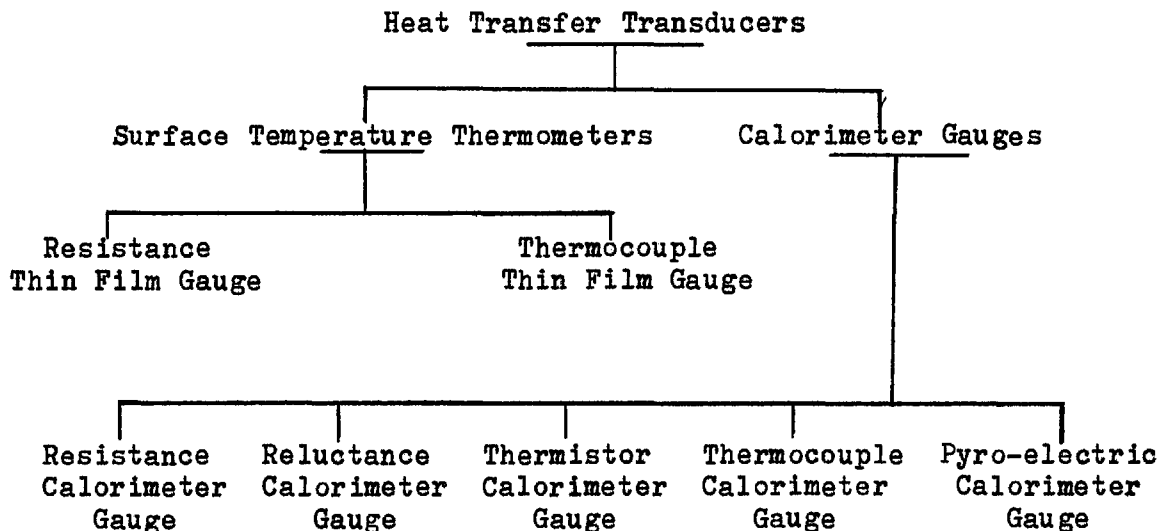 Heat Transfer Transducers
Surface Temperature Thermometers
Calorimeter Gauges
Resistance
Thin Film Gauge
Thermocouple
Thin Film Gauge
Resistance
Calorimeter
Gauge
Reluctance
Calorimeter
Gauge
Thermistor
Calorimeter
Gauge
Thermocouple
Calorimeter
Gauge
Pyro-electric
Calorimeter
Gauge